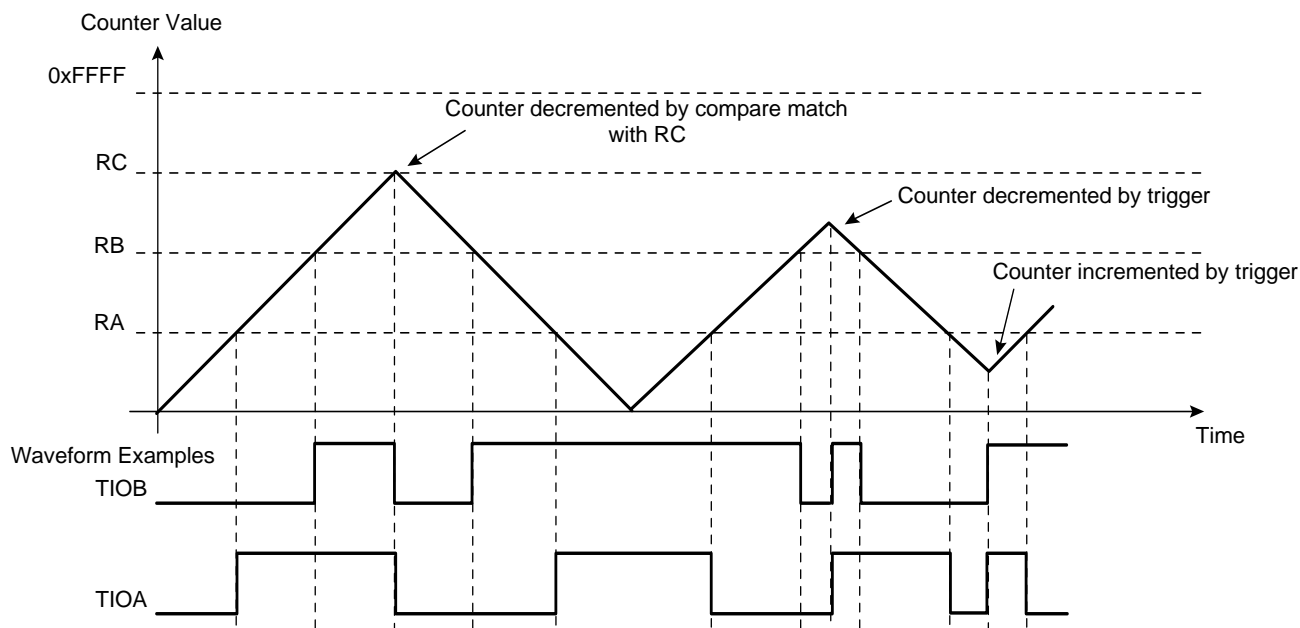 Counter Value
0xFFFF
Counter decremented by compare match
with RC
RC
Counter decremented by trigger
RB
Counter incremented by trigger
RA
Time
Waveform Examples
TIOB
TIOA